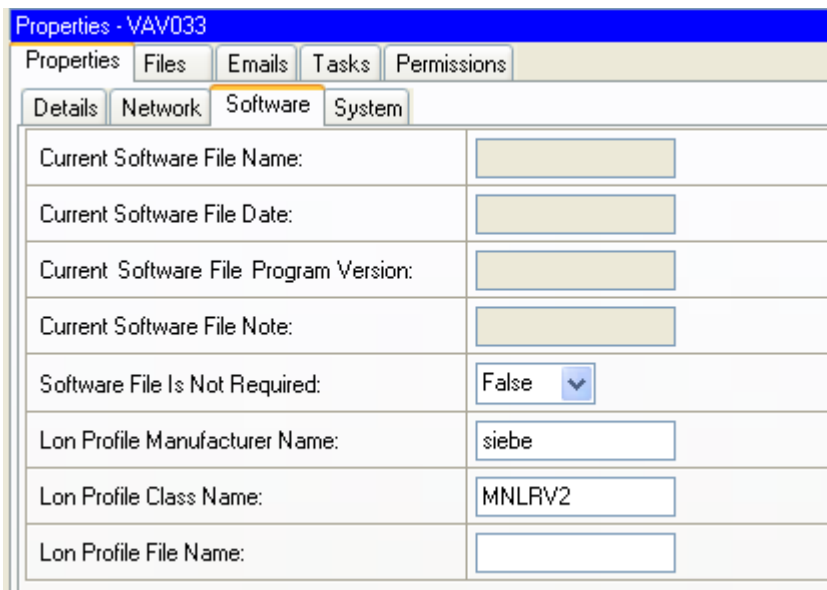 Properties - VAV033
Properties Files Emails Tasks Permissions
Details Network Software System
Current Software File Name:
Current Software File Date:
Current Software File Program Version:
Current Software File Note:
Software File Is Not Required: False
Lon Profile Manufacturer Name: siebe
Lon Profile Class Name: MNLRV2
Lon Profile File Name: